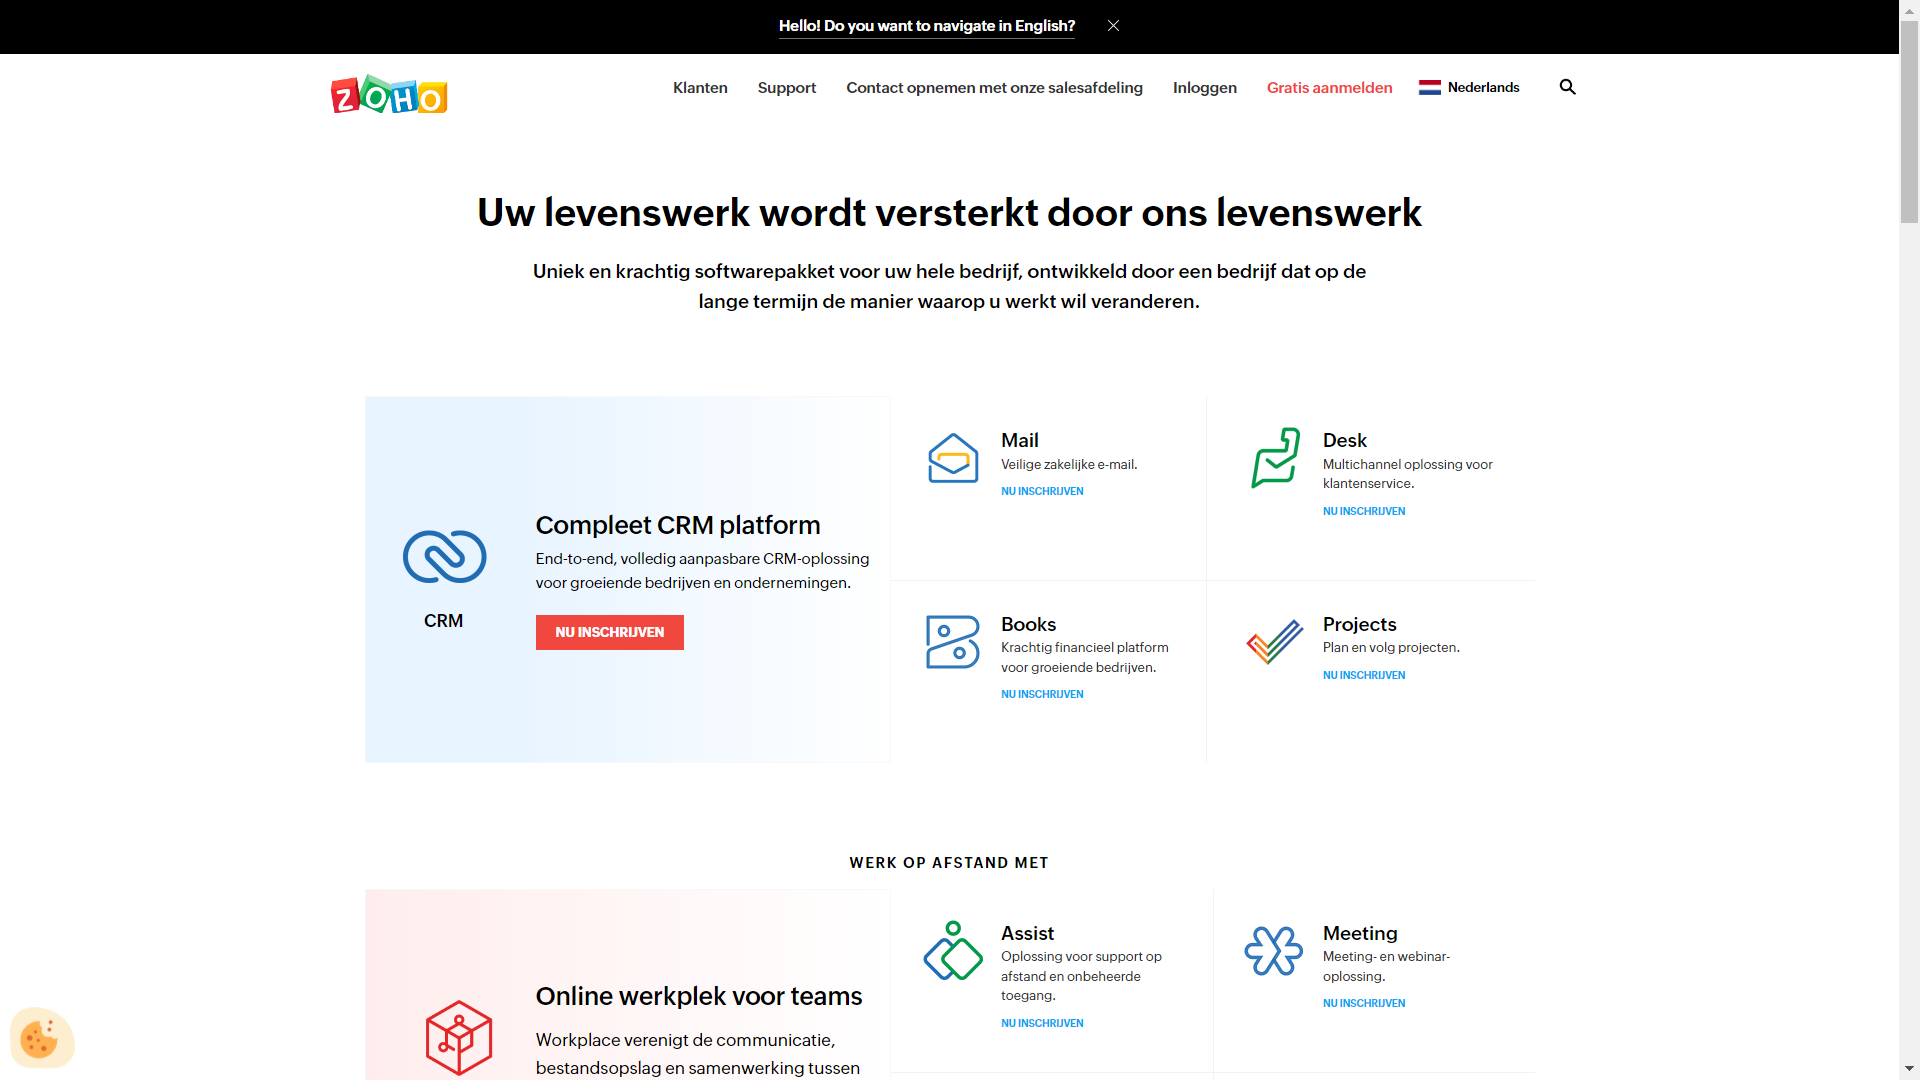 Hello! Do you want to navigate in English?
ZOHO
Klanten
Support
Contact opnemen met onze salesafdeling
Inloggen
Gratis aanmelden
Nederlands
Uw levenswerk wordt versterkt door ons levenswerk
Uniek en krachtig softwarepakket voor uw hele bedrijf, ontwikkeld door een bedrijf dat op de
lange termijn de manier waarop u werkt wil veranderen.
CRM
Compleet CRM platform
End-to-end, volledig aanpasbare CRM-oplossing
voor groeiende bedrijven en ondernemingen.
NU INSCHRIJVEN
Mail
Veilige zakelijke e-mail.
NU INSCHRIJVEN
Desk
Multichannel oplossing voor
klantenservice.
NU INSCHRIJVEN
Books
Krachtig financieel platform
voor groeiende bedrijven.
NU INSCHRIJVEN
Projects
Plan en volg projecten.
NU INSCHRIJVEN
WERK OP AFSTAND MET
Online werkplek voor teams
Workplace verenigt de communicatie,
bestandsopslag en samenwerking tussen
Assist
Oplossing voor support op
afstand en onbeheerde
toegang.
NU INSCHRIJVEN
Meeting
Meeting- en webinar-
oplossing.
NU INSCHRIJVEN